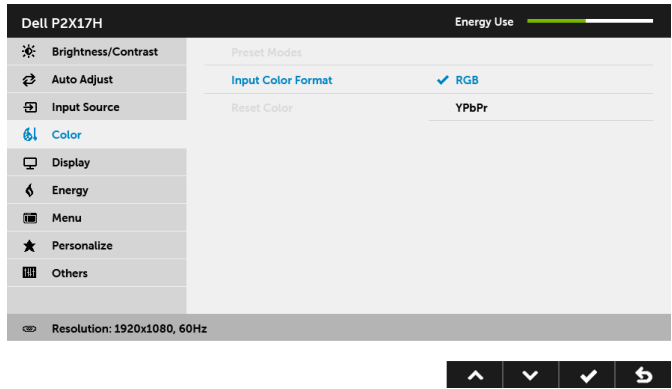 Dell P2X17H
Energy Use
Brightness/Contrast
Preset Modes
Auto Adjust
Input Color Format
RGB
Input Source
Reset Color
YPbPr
Color
Display
Energy
Menu
Personalize
Others
Resolution: 1920x1080, 60Hz